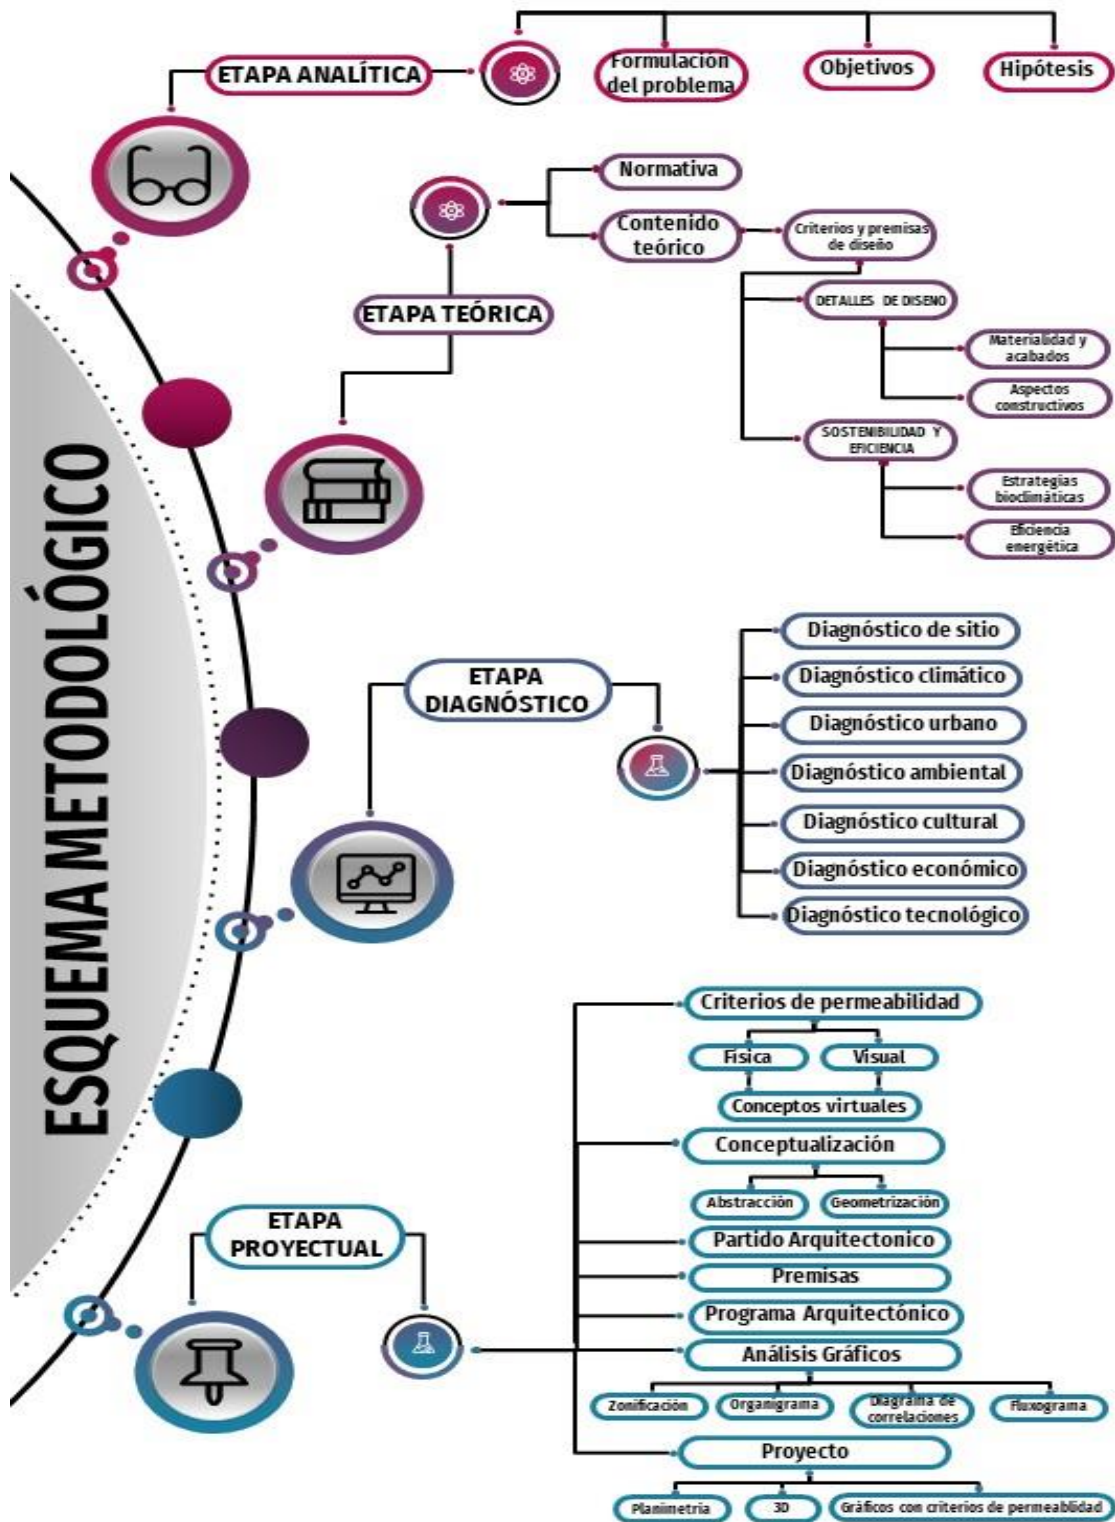 ESQUEMA METODOLÓGICO
ETAPA ANALÍTICA
Formulación
del problema
Objetivos
Hipótesis
ETAPA TEÓRICA
Normativa
Contenido
teórico
Criterios y premisas
de diseño
DETALLES DE DISENO
Materialidad y
acabados
Aspectos
constructivos
SOSTENIBILIDAD Y
EFICIENCIA
Estrategias
bioclimáticas
Eficiencia
energética
ETAPA
DIAGNÓSTICO
Diagnóstico de sitio
Diagnóstico climático
Diagnóstico urbano
Diagnóstico ambiental
Diagnóstico cultural
Diagnóstico económico
Diagnóstico tecnológico
ETAPA
PROYECTUAL
Criterios de permeabilidad
Física
Visual
Conceptos virtuales
Conceptualización
Abstracción
Geometrización
Partido Arquitectonico
Premisas
Programa Arquitectónico
Análisis Gráficos
Zonificación
Organigrama
Diagrama de
correlaciones
Fluxograma
Proyecto
Planimetría
3D
Gráficos con criterios de permeablidad